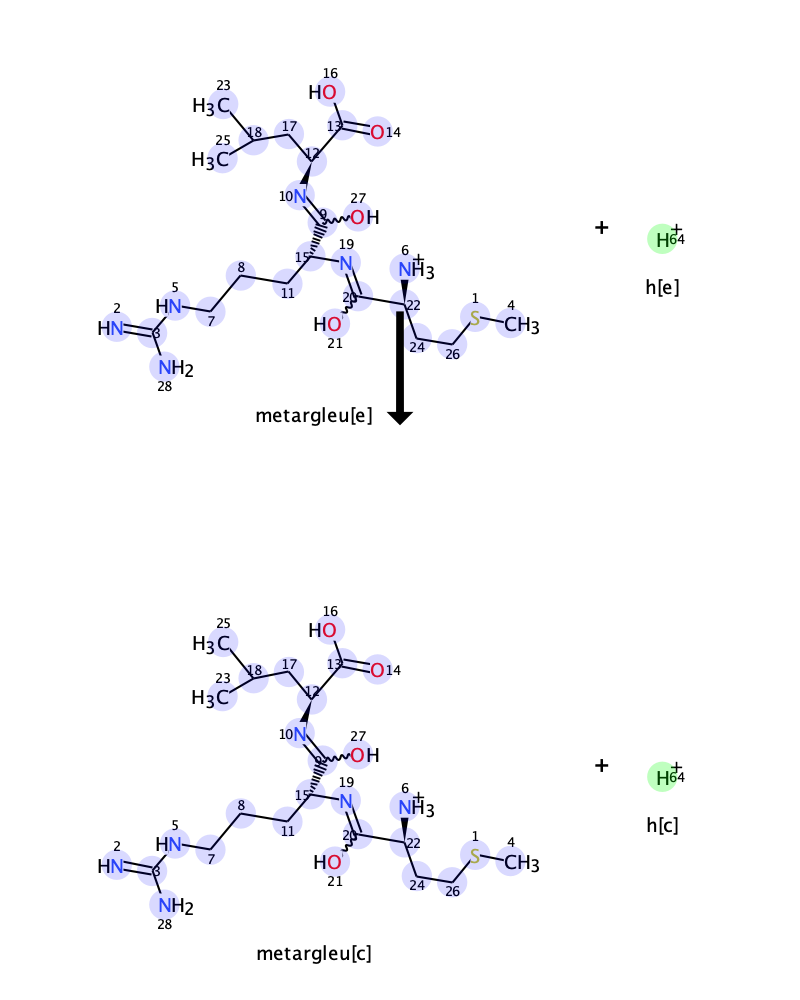 16
23
HO
H3C
17
13
O 14
25
18
H3C
12
10 N
27
9
OH
+
H+ 64
19
6
15
N
NH3+
h[e]
8
5
11
20
2
HN
22
1
4
7
HO
S
CH3
HN
3
21
24
26
NH2
28
metargleu[e]
16
25
HO
H3C
17
13
O 14
23
18
H3C
12
10 N
27
9
OH
+
H+ 64
19
6
15
N
NH3+
h[c]
8
5
11
20
2
HN
22
1
4
7
HO
S
CH3
HN
3
21
24
26
NH2
28
metargleu[c]